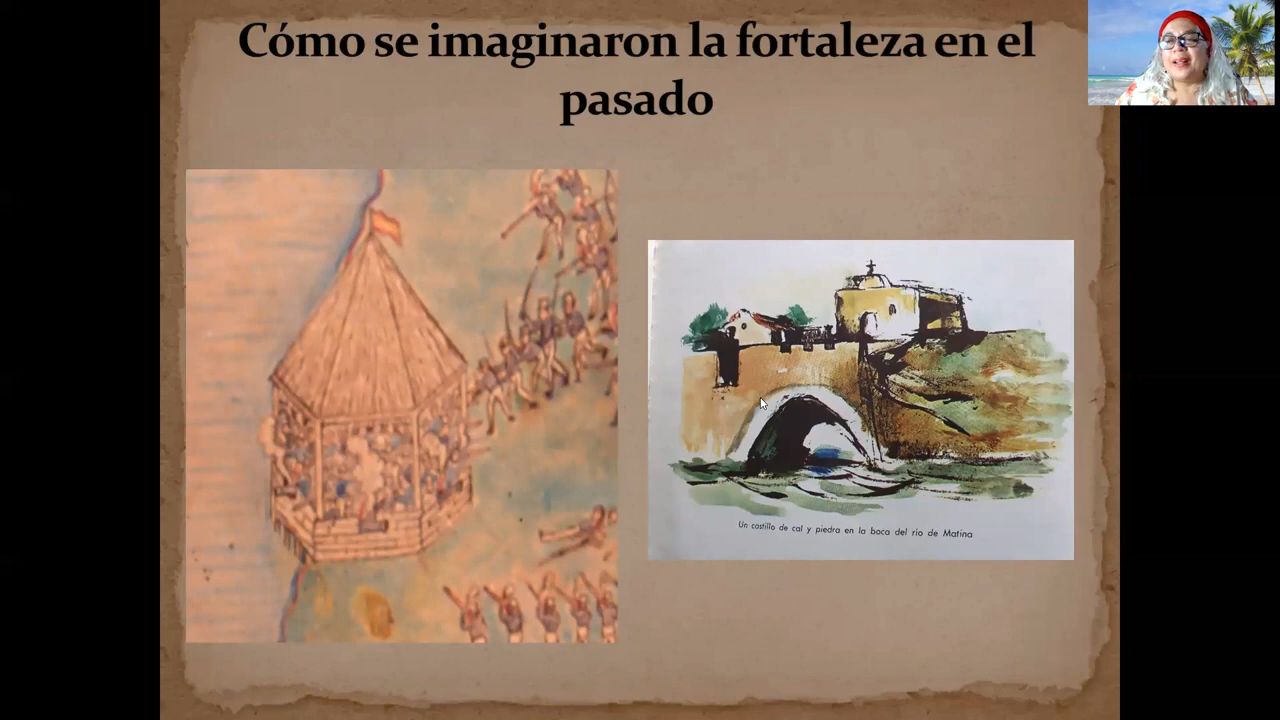 Cómo se imaginaron la fortaleza en el
pasado
Un castillo de cal y piedra en la boca del río de Matina